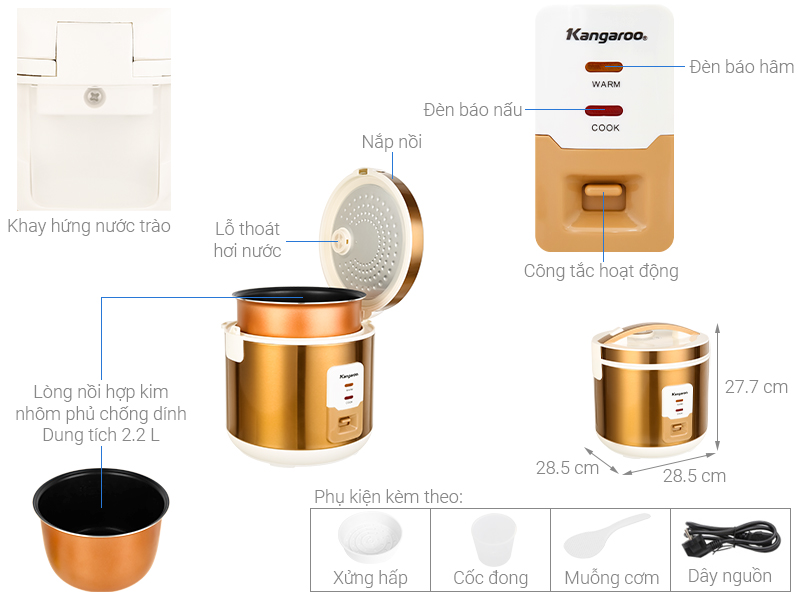 Kangaroo®
WARM
COOK
Đèn báo hâm
Đèn báo nấu
Công tắc hoạt động
Khay hứng nước trào
Nắp nồi
Lỗ thoát
hơi nước
Lòng nồi hợp kim
nhôm phủ chống dính
Dung tích 2.2 L
Kangaroo
Kangaroo
27.7 cm
28.5 cm
28.5 cm
Phụ kiện kèm theo:
Xửng hấp
Cốc đong
Muỗng cơm
Dây nguồn